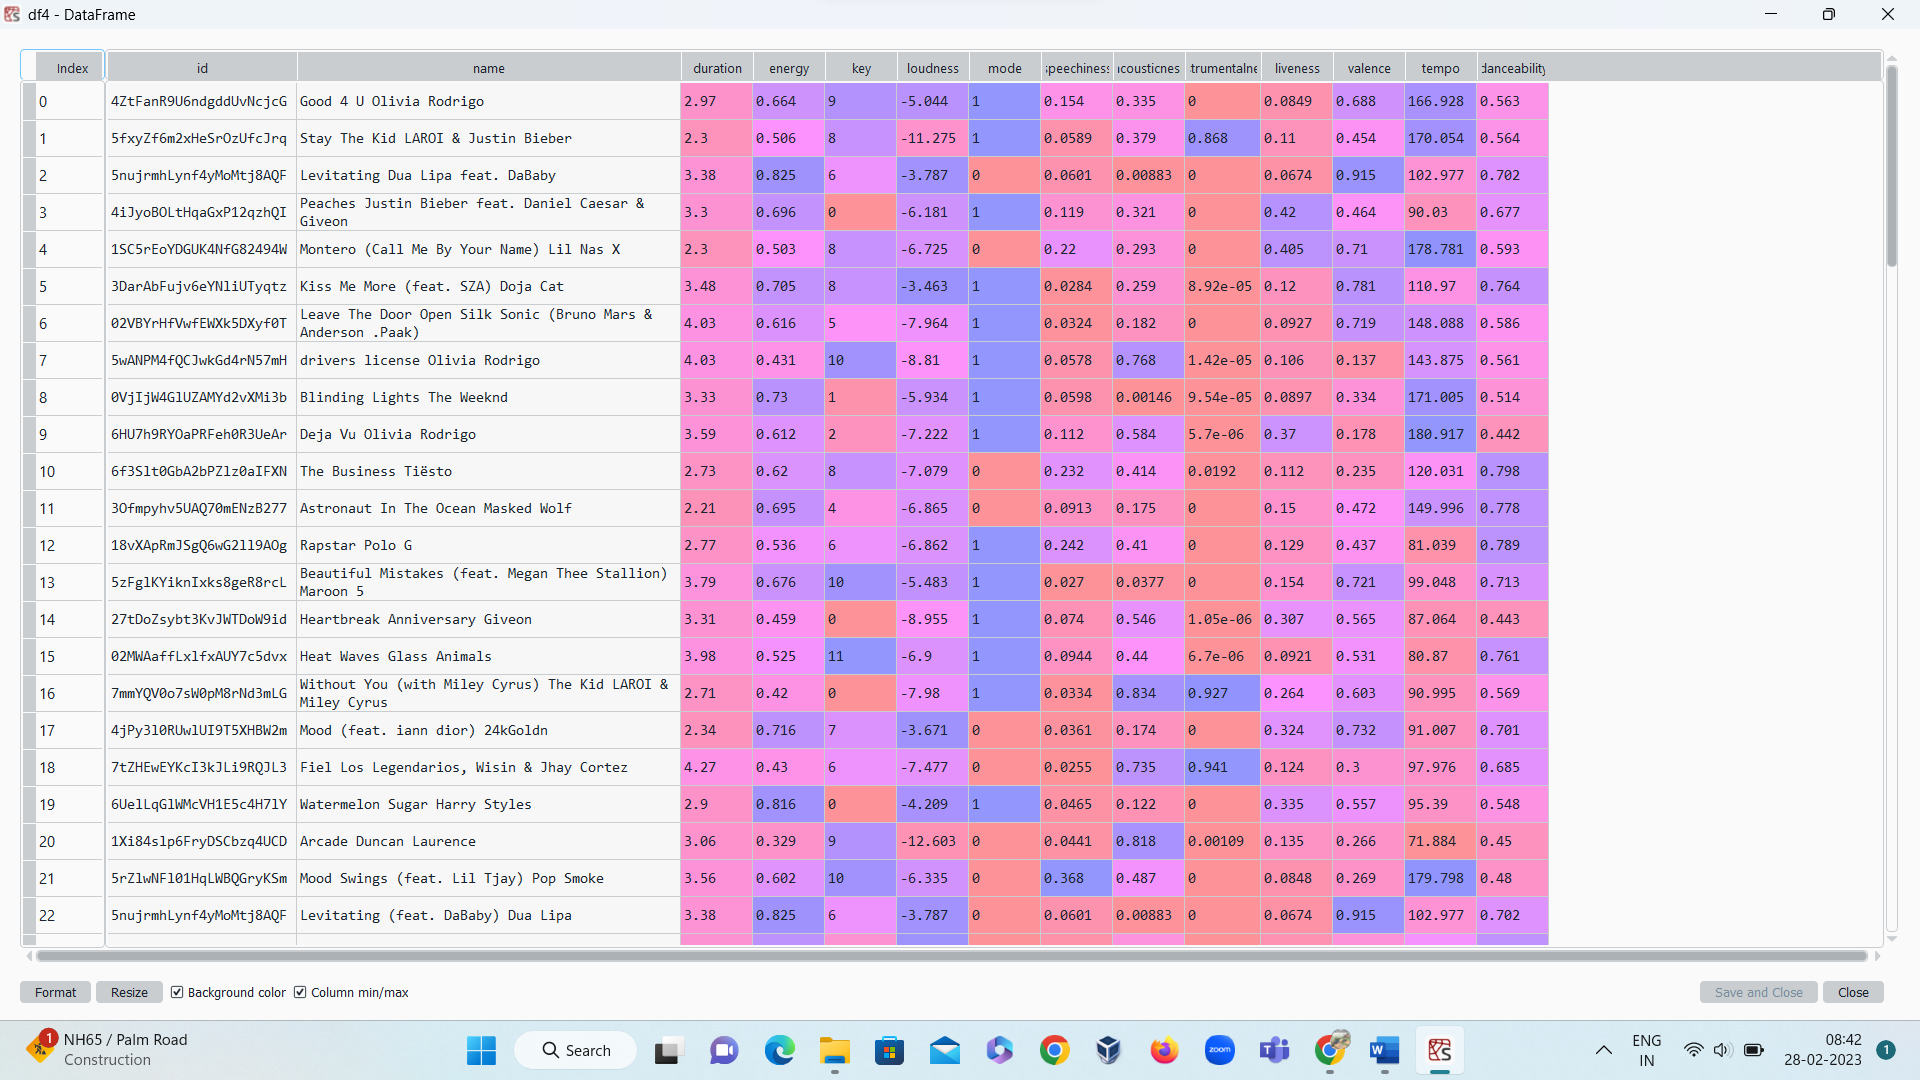 df4 - DataFrame
Index id name duration energy key loudness mode speechiness acousticnes trumentalne liveness valence tempo danceability
0 4ZtFanR9U6ndgddUvNcjcG Good 4 U Olivia Rodrigo 2.97 0.664 9 -5.044 1 0.154 0.335 0 0.0849 0.688 166.928 0.563
1 5fxyZf6m2xHeSrOzUfcJrq Stay The Kid LAROI & Justin Bieber 2.3 0.506 8 -11.275 1 0.0589 0.379 0.868 0.11 0.454 170.054 0.564
2 5nujrmhLynf4yMoMtj8AQF Levitating Dua Lipa feat. DaBaby 3.38 0.825 6 -3.787 0 0.0601 0.00883 0 0.0674 0.915 102.977 0.702
3 4iJyoBOLtHqaGxP12qzhQI Peaches Justin Bieber feat. Daniel Caesar &
Giveon 3.3 0.696 0 -6.181 1 0.119 0.321 0 0.42 0.464 90.03 0.677
4 1SC5rEoYDGUK4NfG82494W Montero (Call Me By Your Name) Lil Nas X 2.3 0.503 8 -6.725 0 0.22 0.293 0 0.405 0.71 178.781 0.593
5 3DarAbFujv6eYNliUTyqtz Kiss Me More (feat. SZA) Doja Cat 3.48 0.705 8 -3.463 1 0.0284 0.259 8.92e-05 0.12 0.781 110.97 0.764
6 02VBYrHfVwfEWXk5DXyf0T Leave The Door Open Silk Sonic (Bruno Mars &
Anderson .Paak) 4.03 0.616 5 -7.964 1 0.0324 0.182 0 0.0927 0.719 148.088 0.586
7 5wANPM4fQCJwkGd4rN57mH drivers license Olivia Rodrigo 4.03 0.431 10 -8.81 1 0.0578 0.768 1.42e-05 0.106 0.137 143.875 0.561
8 0VjIjW4GlUZAMYd2vXMi3b Blinding Lights The Weeknd 3.33 0.73 1 -5.934 1 0.0598 0.00146 9.54e-05 0.0897 0.334 171.005 0.514
9 6HU7h9RYOaPRFeh0R3UeAr Deja Vu Olivia Rodrigo 3.59 0.612 2 -7.222 1 0.112 0.584 5.7e-06 0.37 0.178 180.917 0.442
10 6f3Slt0GbA2bPZlz0aIFXN The Business Tiësto 2.73 0.62 8 -7.079 0 0.232 0.414 0.0192 0.112 0.235 120.031 0.798
11 3Ofmpyhv5UAQ70mENzB277 Astronaut In The Ocean Masked Wolf 2.21 0.695 4 -6.865 0 0.0913 0.175 0 0.15 0.472 149.996 0.778
12 18vXApRmJSgQ6wG2ll9AOg Rapstar Polo G 2.77 0.536 6 -6.862 1 0.242 0.41 0 0.129 0.437 81.039 0.789
13 5zFglKYiknIxks8geR8rcL Beautiful Mistakes (feat. Megan Thee Stallion)
Maroon 5 3.79 0.676 10 -5.483 1 0.027 0.0377 0 0.154 0.721 99.048 0.713
14 27tDoZsybt3KvJWTDoW9id Heartbreak Anniversary Giveon 3.31 0.459 0 -8.955 1 0.074 0.546 1.05e-06 0.307 0.565 87.064 0.443
15 02MWAaffLxlfxAUY7c5dvx Heat Waves Glass Animals 3.98 0.525 11 -6.9 1 0.0944 0.44 6.7e-06 0.0921 0.531 80.87 0.761
16 7mmYQV0o7sW0pM8rNd3mLG Without You (with Miley Cyrus) The Kid LAROI &
Miley Cyrus 2.71 0.42 0 -7.98 1 0.0334 0.834 0.927 0.264 0.603 90.995 0.569
17 4jPy3l0RUwlUI9T5XHBW2m Mood (feat. iann dior) 24kGoldn 2.34 0.716 7 -3.671 0 0.0361 0.174 0 0.324 0.732 91.007 0.701
18 7tZHEwEYKcI3kJLi9RQJL3 Fiel Los Legendarios, Wisin & Jhay Cortez 4.27 0.43 6 -7.477 0 0.0255 0.735 0.941 0.124 0.3 97.976 0.685
19 6UelLqGlWMcVH1E5c4H7lY Watermelon Sugar Harry Styles 2.9 0.816 0 -4.209 1 0.0465 0.122 0 0.335 0.557 95.39 0.548
20 1Xi84slp6FryDSCbzq4UCD Arcade Duncan Laurence 3.06 0.329 9 -12.603 0 0.0441 0.818 0.00109 0.135 0.266 71.884 0.45
21 5rZlwNFl01HqLWBQGryKSm Mood Swings (feat. Lil Tjay) Pop Smoke 3.56 0.602 10 -6.335 0 0.368 0.487 0 0.0848 0.269 179.798 0.48
22 5nujrmhLynf4yMoMtj8AQF Levitating (feat. DaBaby) Dua Lipa 3.38 0.825 6 -3.787 0 0.0601 0.00883 0 0.0674 0.915 102.977 0.702
Format Resize Background color Column min/max Save and Close Close
1 NH65 / Palm Road
Construction
Search
zoom
ENG
IN
08:42
28-02-2023
1